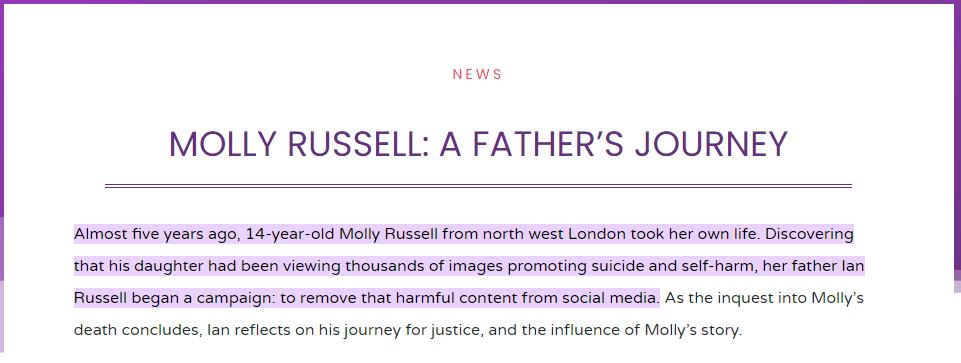 NEWS
MOLLY RUSSELL: A FATHER’S JOURNEY
Almost five years ago, 14-year-old Molly Russell from north west London took her own life. Discovering
that his daughter had been viewing thousands of images promoting suicide and self-harm, her father Ian
Russell began a campaign: to remove that harmful content from social media. As the inquest into Molly’s
death concludes, Ian reflects on his journey for justice, and the influence of Molly’s story.